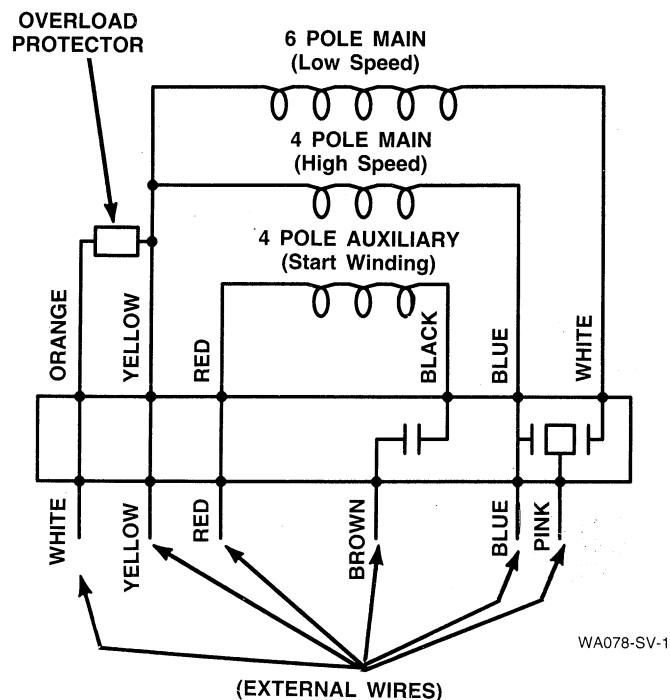 OVERLOAD
PROTECTOR
6 POLE MAIN
(Low Speed)
4 POLE MAIN
(High Speed)
4 POLE AUXILIARY
(Start Winding)
ORANGE
YELLOW
RED
BLACK
BLUE
WHITE
WHITE
YELLOW
RED
BROWN
BLUE
PINK
WA078-SV-1
(EXTERNAL WIRES)